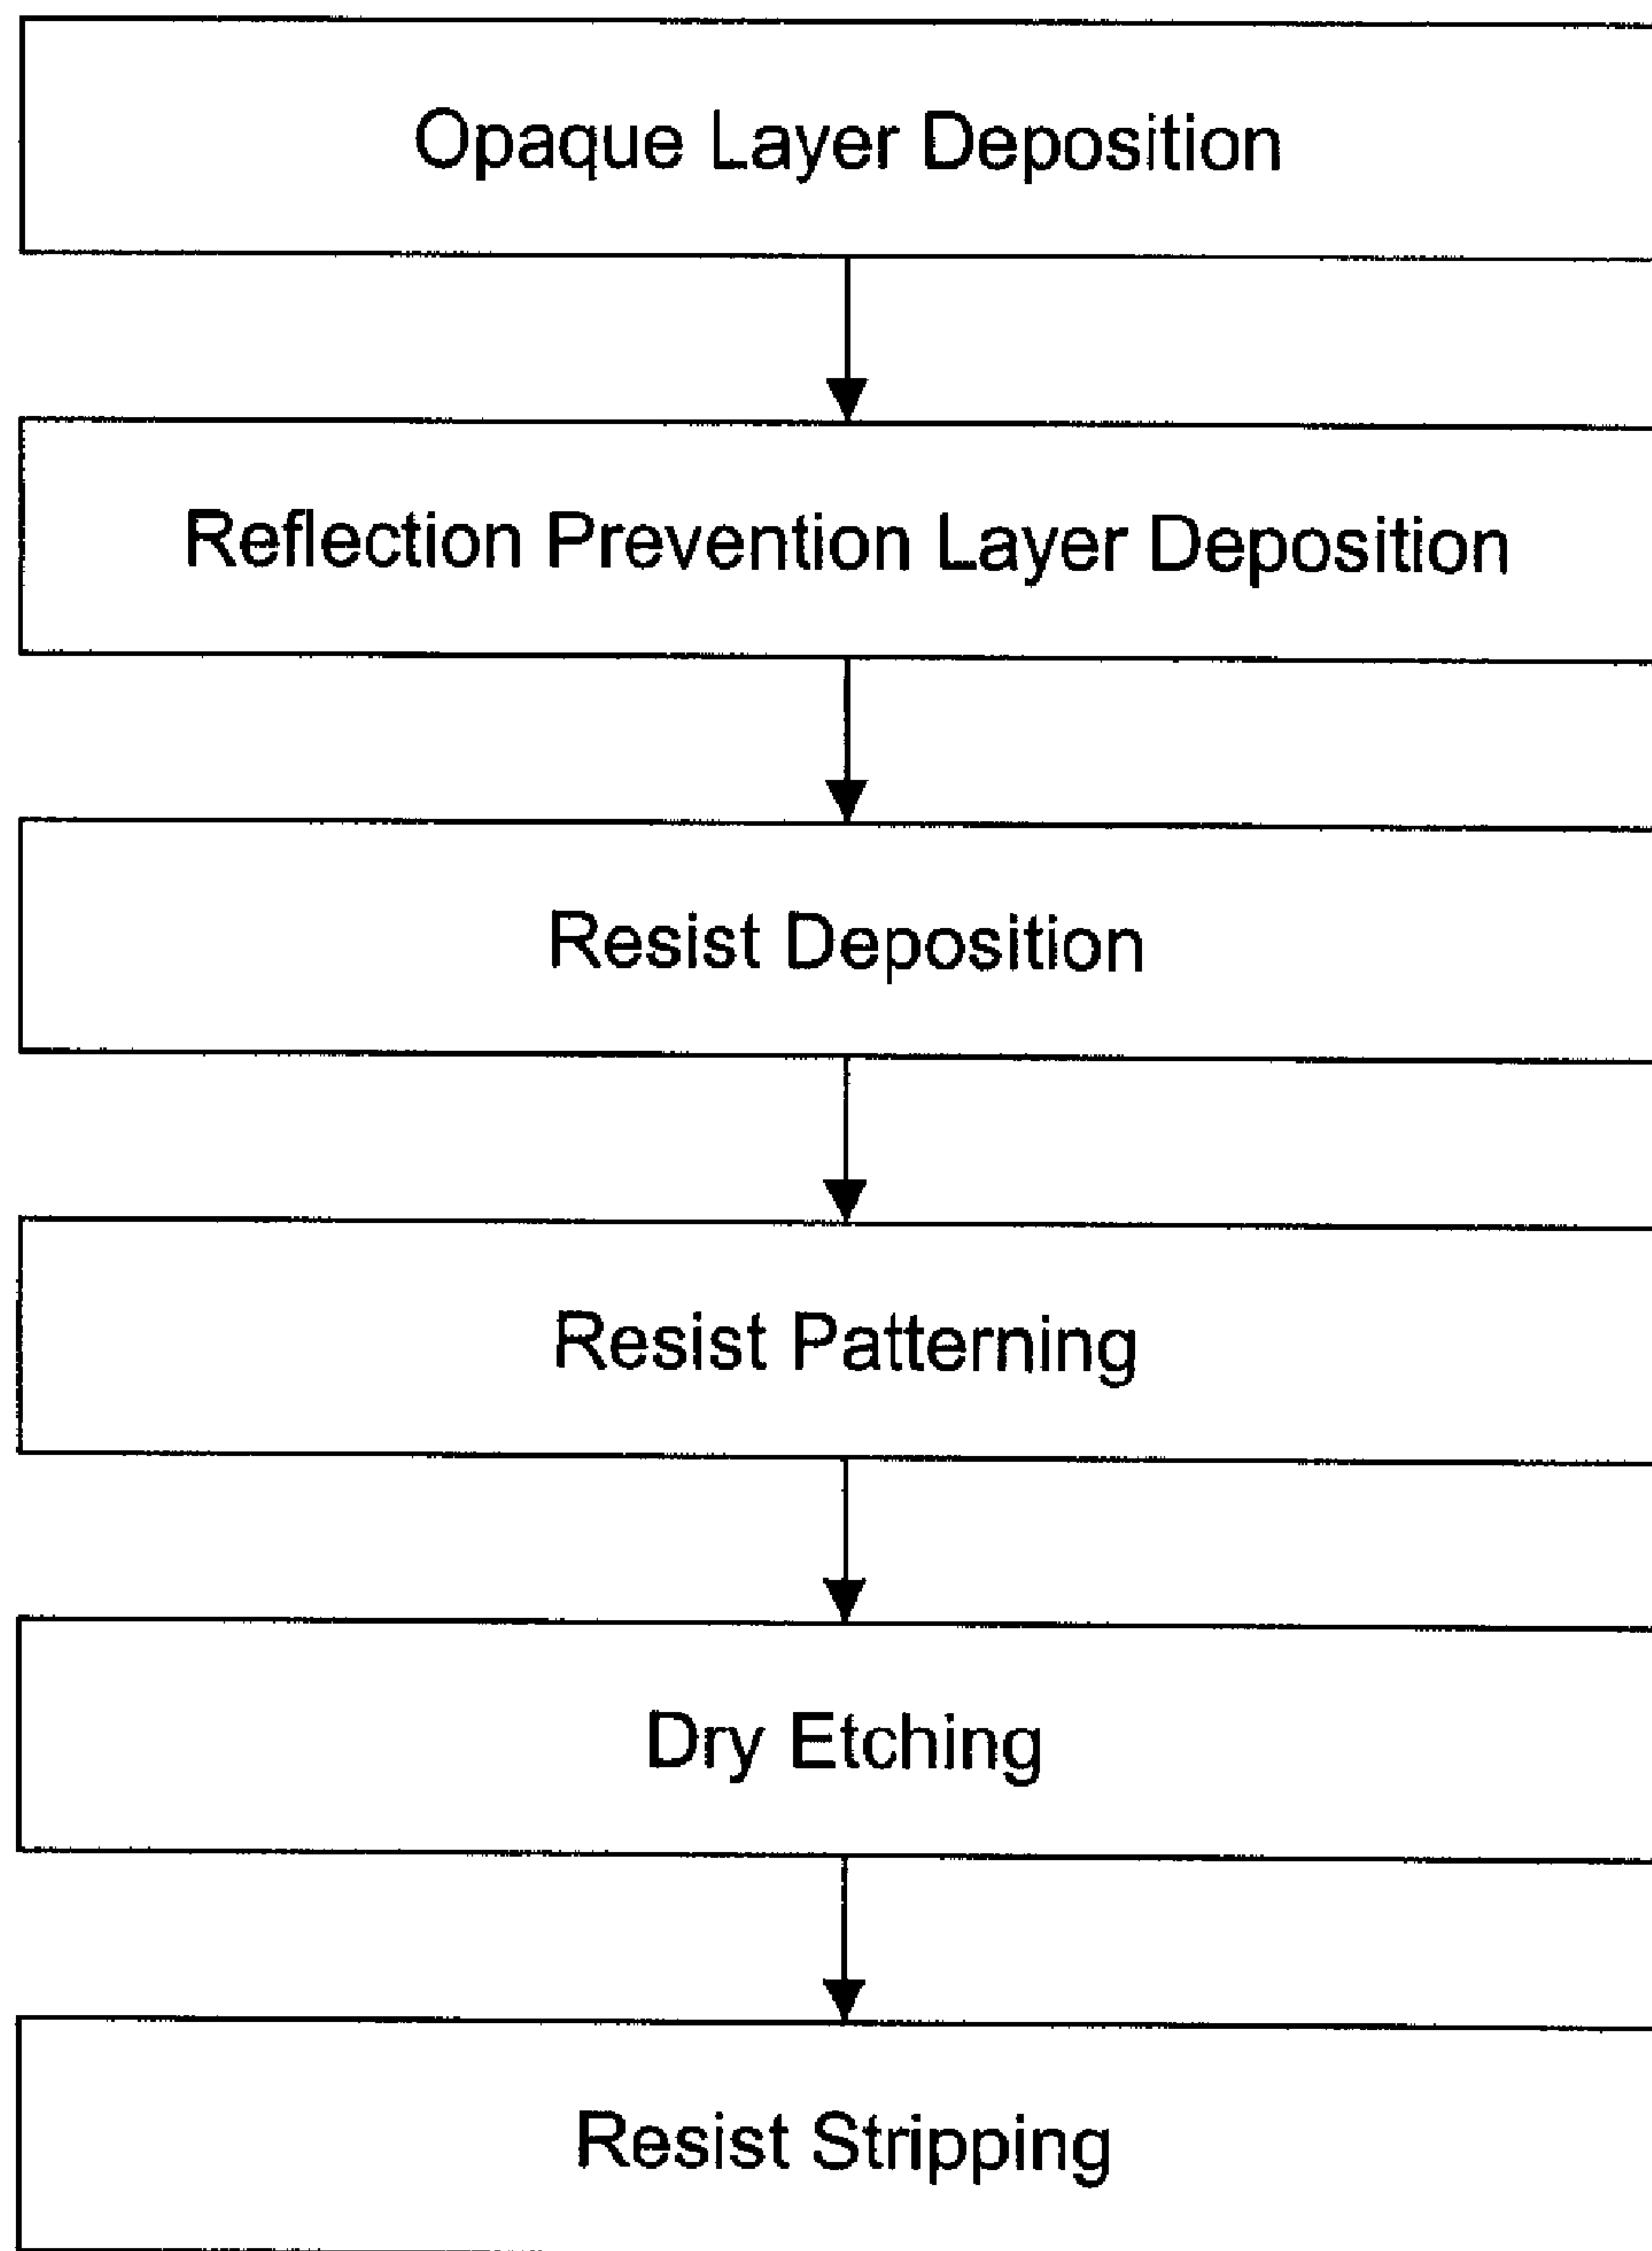 Opaque Layer Deposition
Reflection Prevention Layer Deposition
Resist Deposition
Resist Patterning
Dry Etching
Resist Stripping